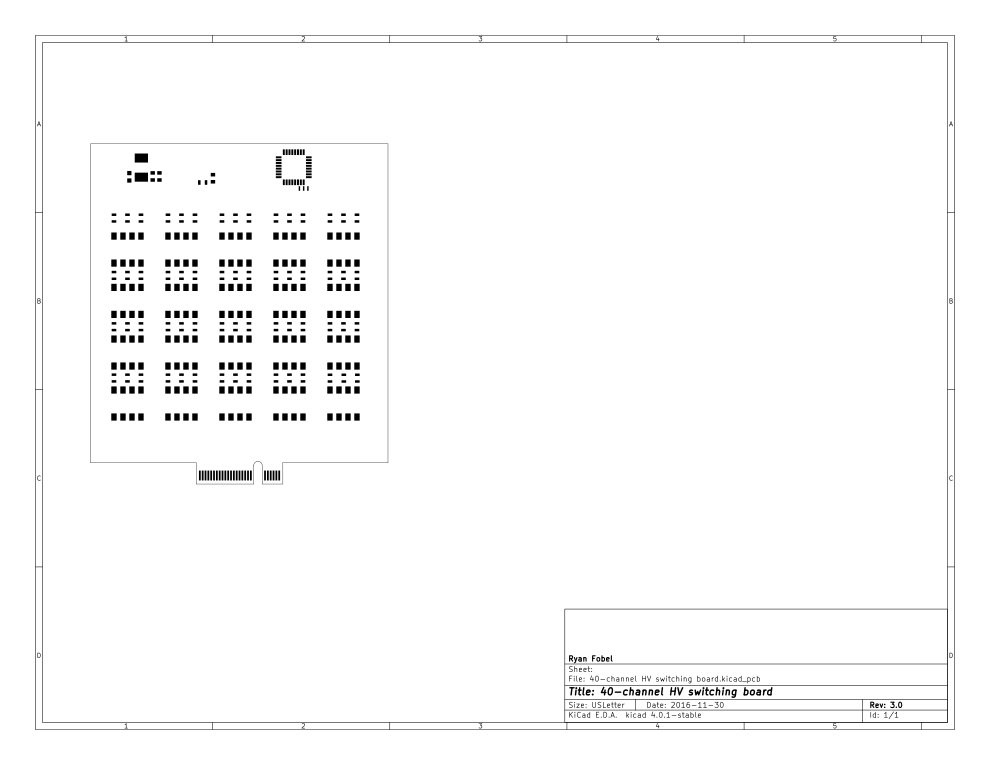 1 2 3 4 5
A A
B B
C C
D D
Ryan Fobel
Sheet:
File: 40-channel HV switching board.kicad_pcb
Title: 40-channel HV switching board
Size: USLetter Date: 2016-11-30 Rev: 3.0
KiCad E.D.A. kicad 4.0.1-stable Id: 1/1
1 2 3 4 5